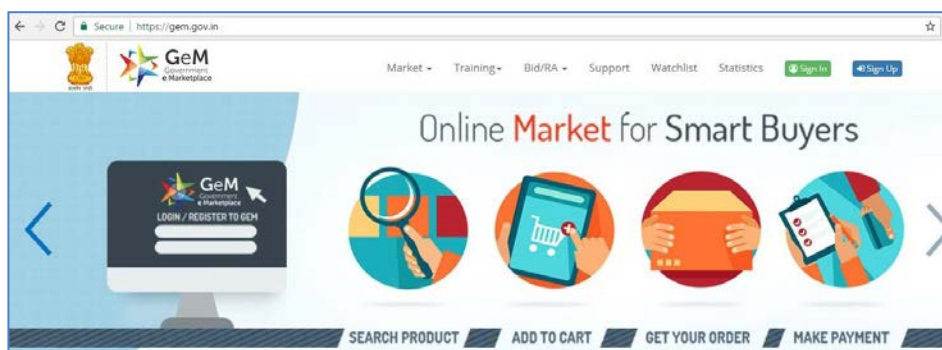 Secure
https://gem.gov.in
GeM
Government
e Marketplace
Market
Training
Bid/RA
Support
Watchlist
Statistics
Sign In
Sign Up
Online Market for Smart Buyers
GeM
Government
e Marketplace
LOGIN / REGISTER TO GEM
SEARCH PRODUCT
ADD TO CART
GET YOUR ORDER
MAKE PAYMENT